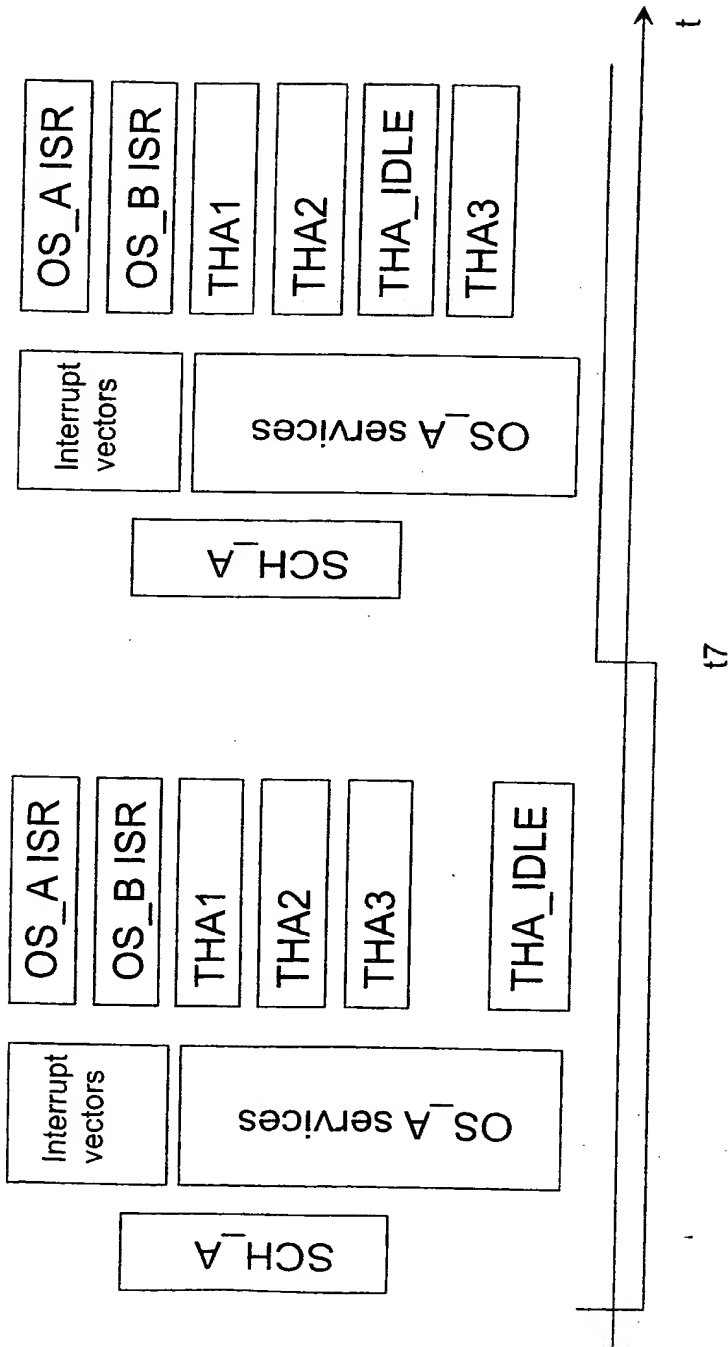 SCH_A
Interrupt
vectors
OS_A services
OS_A ISR
OS_B ISR
THA1
THA2
THA3
THA_IDLE
SCH_A
Interrupt
vectors
OS_A services
OS_A ISR
OS_B ISR
THA1
THA2
THA_IDLE
THA3
t7
t